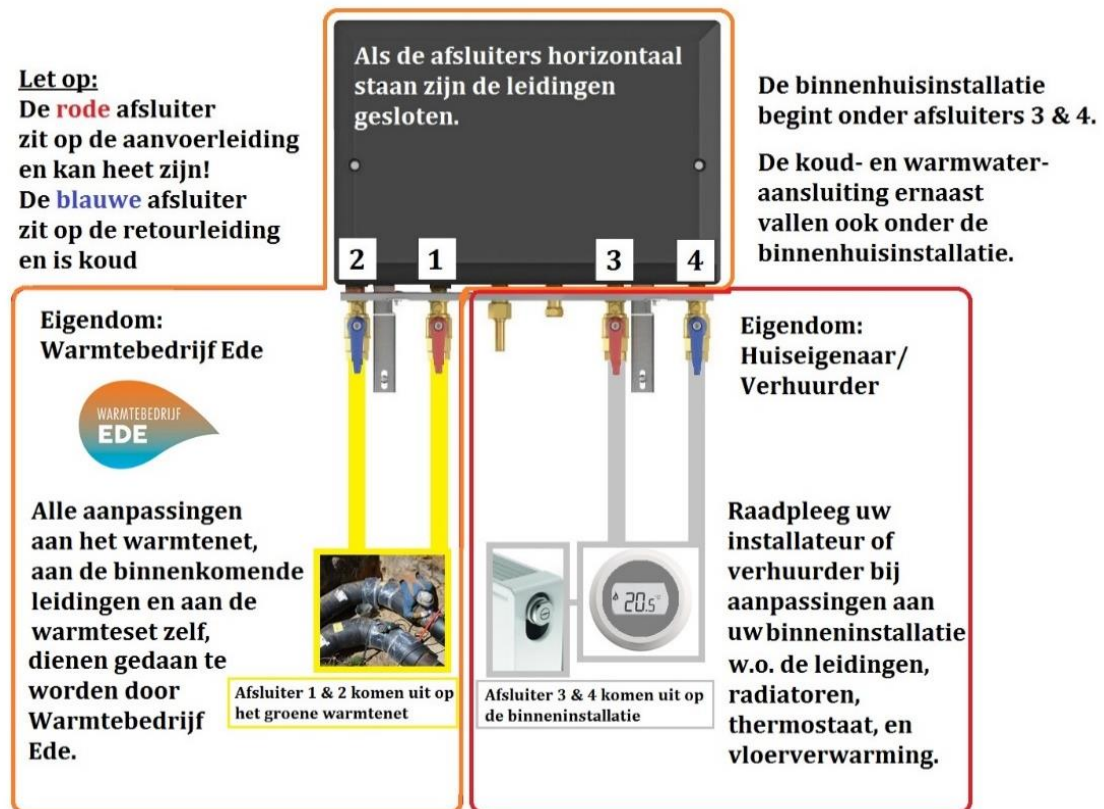 Als de afsluiters horizontaal
staan zijn de leidingen
gesloten.
Let op:
De rode afsluiter
zit op de aanvoerleiding
en kan heet zijn!
De blauwe afsluiter
zit op de retourleiding
en is koud
De binnenhuisinstallatie
begint onder afsluiters 3 & 4.
De koud- en warmwater-
aansluiting ernaast
vallen ook onder de
binnenhuisinstallatie.
2 1 3 4
Eigendom:
Warmtebedrijf Ede
WARMTEBEDRIJF
EDE
Alle aanpassingen
aan het warmtenet,
aan de binnenkomende
leidingen en aan de
warmteset zelf,
dienen gedaan te
worden door
Warmtebedrijf
Ede.
Afsluiter 1 & 2 komen uit op
het groene warmtenet
20.5°
Afsluiter 3 & 4 komen uit op
de binneninstallatie
Eigendom:
Huiseigenaar/
Verhuurder
Raadpleeg uw
installateur of
verhuurder bij
aanpassingen aan
uw binneninstallatie
w.o. de leidingen,
radiatoren,
thermostaat, en
vloerverwarming.